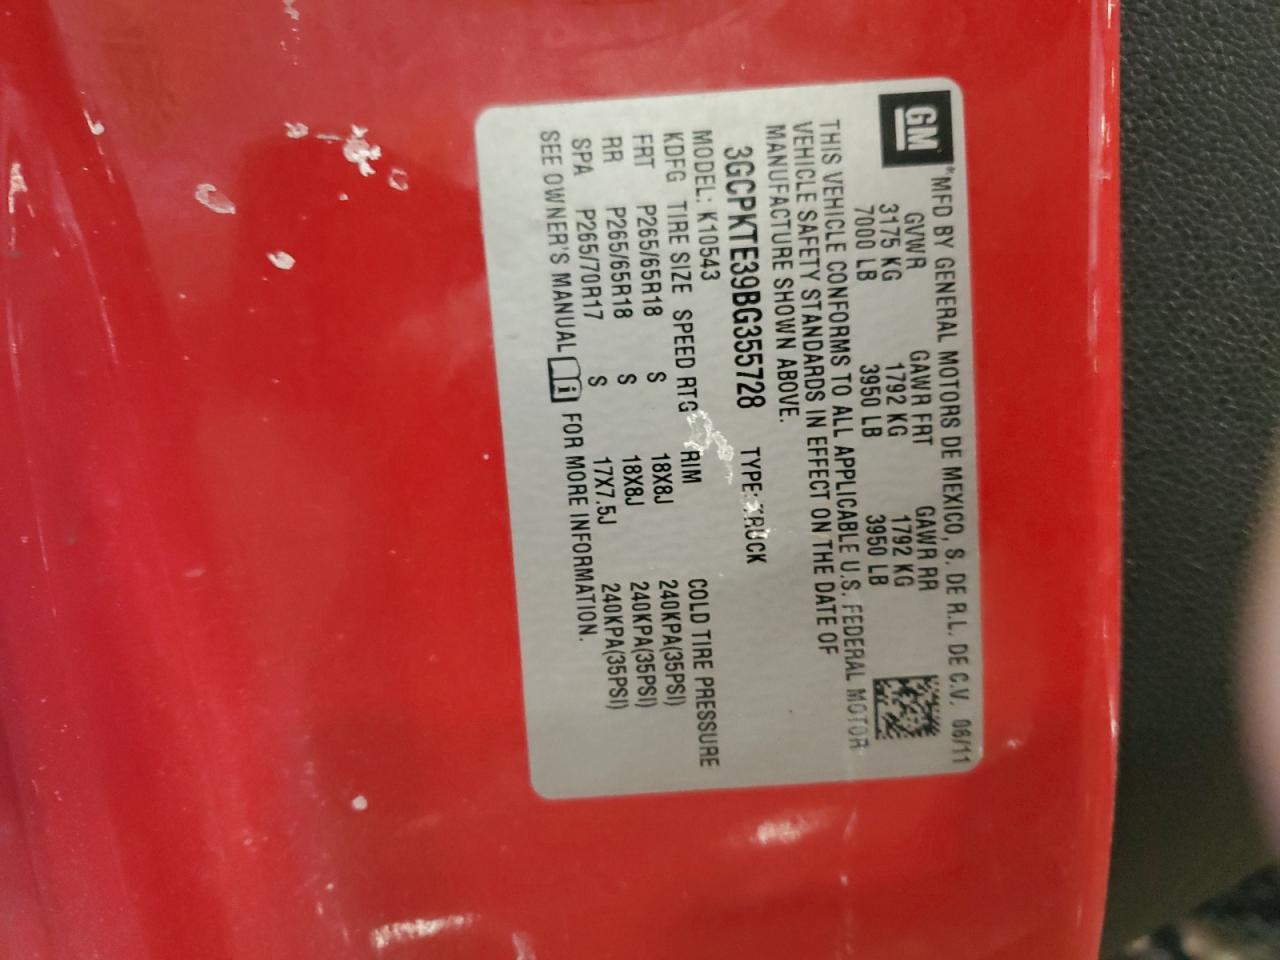 GM
*MFD BY GENERAL MOTORS DE MEXICO, S. DE R.L. DE C.V. 06/11
GVWR GAWR FRT GAWR RR
3175 KG 1792 KG 1792 KG
7000 LB 3950 LB 3950 LB
THIS VEHICLE CONFORMS TO ALL APPLICABLE U.S. FEDERAL MOTOR
VEHICLE SAFETY STANDARDS IN EFFECT ON THE DATE OF
MANUFACTURE SHOWN ABOVE.
3GCPKTE39BG355728 TYPE: TRUCK
MODEL: K10543
KDFG TIRE SIZE SPEED RTG RIM COLD TIRE PRESSURE
FRT P265/65R18 S 18X8J 240KPA(35PSI)
RR P265/65R18 S 18X8J 240KPA(35PSI)
SPA P265/70R17 S 17X7.5J 240KPA(35PSI)
SEE OWNER'S MANUAL i FOR MORE INFORMATION.